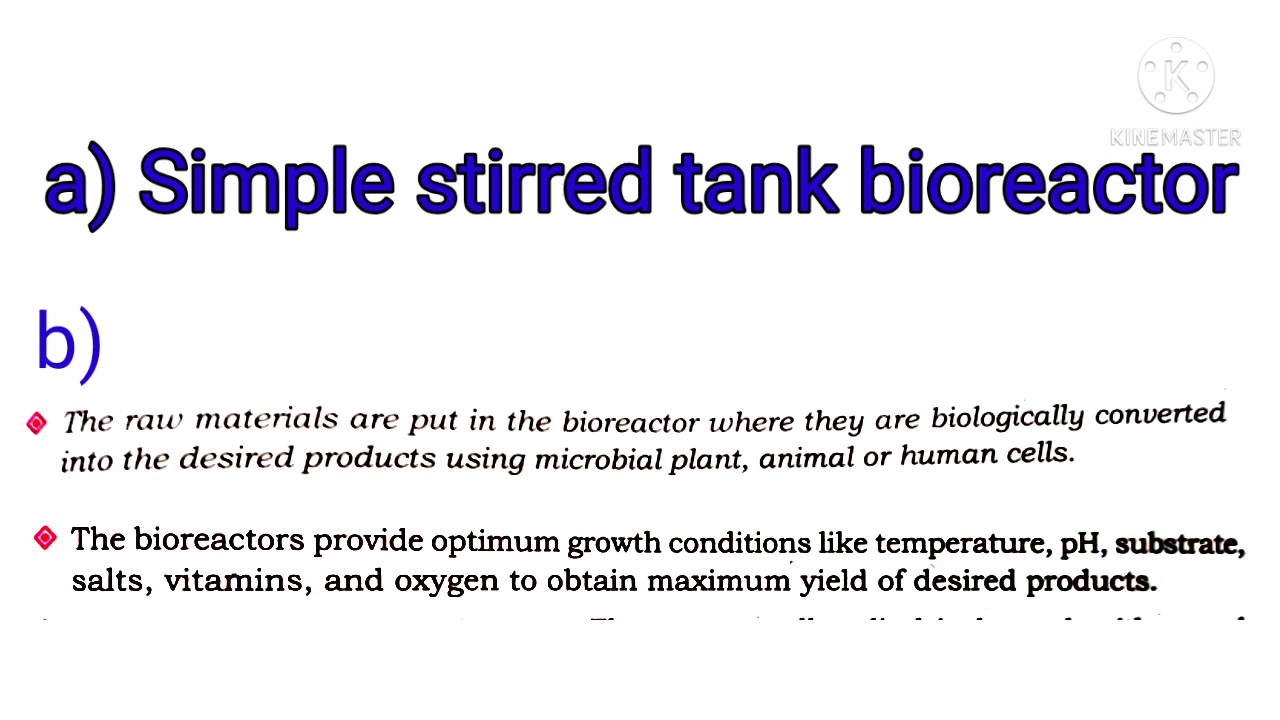 K
KINEMASTER
a) Simple stirred tank bioreactor
b)
The raw materials are put in the bioreactor where they are biologically converted
into the desired products using microbial plant, animal or human cells.
The bioreactors provide optimum growth conditions like temperature, pH, substrate,
salts, vitamins, and oxygen to obtain maximum yield of desired products.